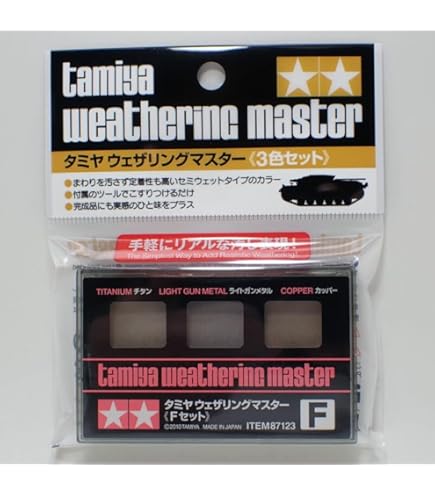 tamiya
weathering master
タミヤ ウェザリングマスター《3色セット》
●まわりを汚さず定着性も高いセミウェットタイプのカラー
●付属のツールでこすりつけるだけ
●完成品にも実感のひと味をプラス
手軽にリアルな汚し表現！
The Simplest Way to Add Realistic Weathering!
TITANIUM チタン LIGHT GUN METAL ライトガンメタル COPPER カッパー
tamiya weathering master
タミヤ ウェザリングマスター
《Fセット》
F
©2010TAMIYA MADE IN JAPAN ITEM 87123